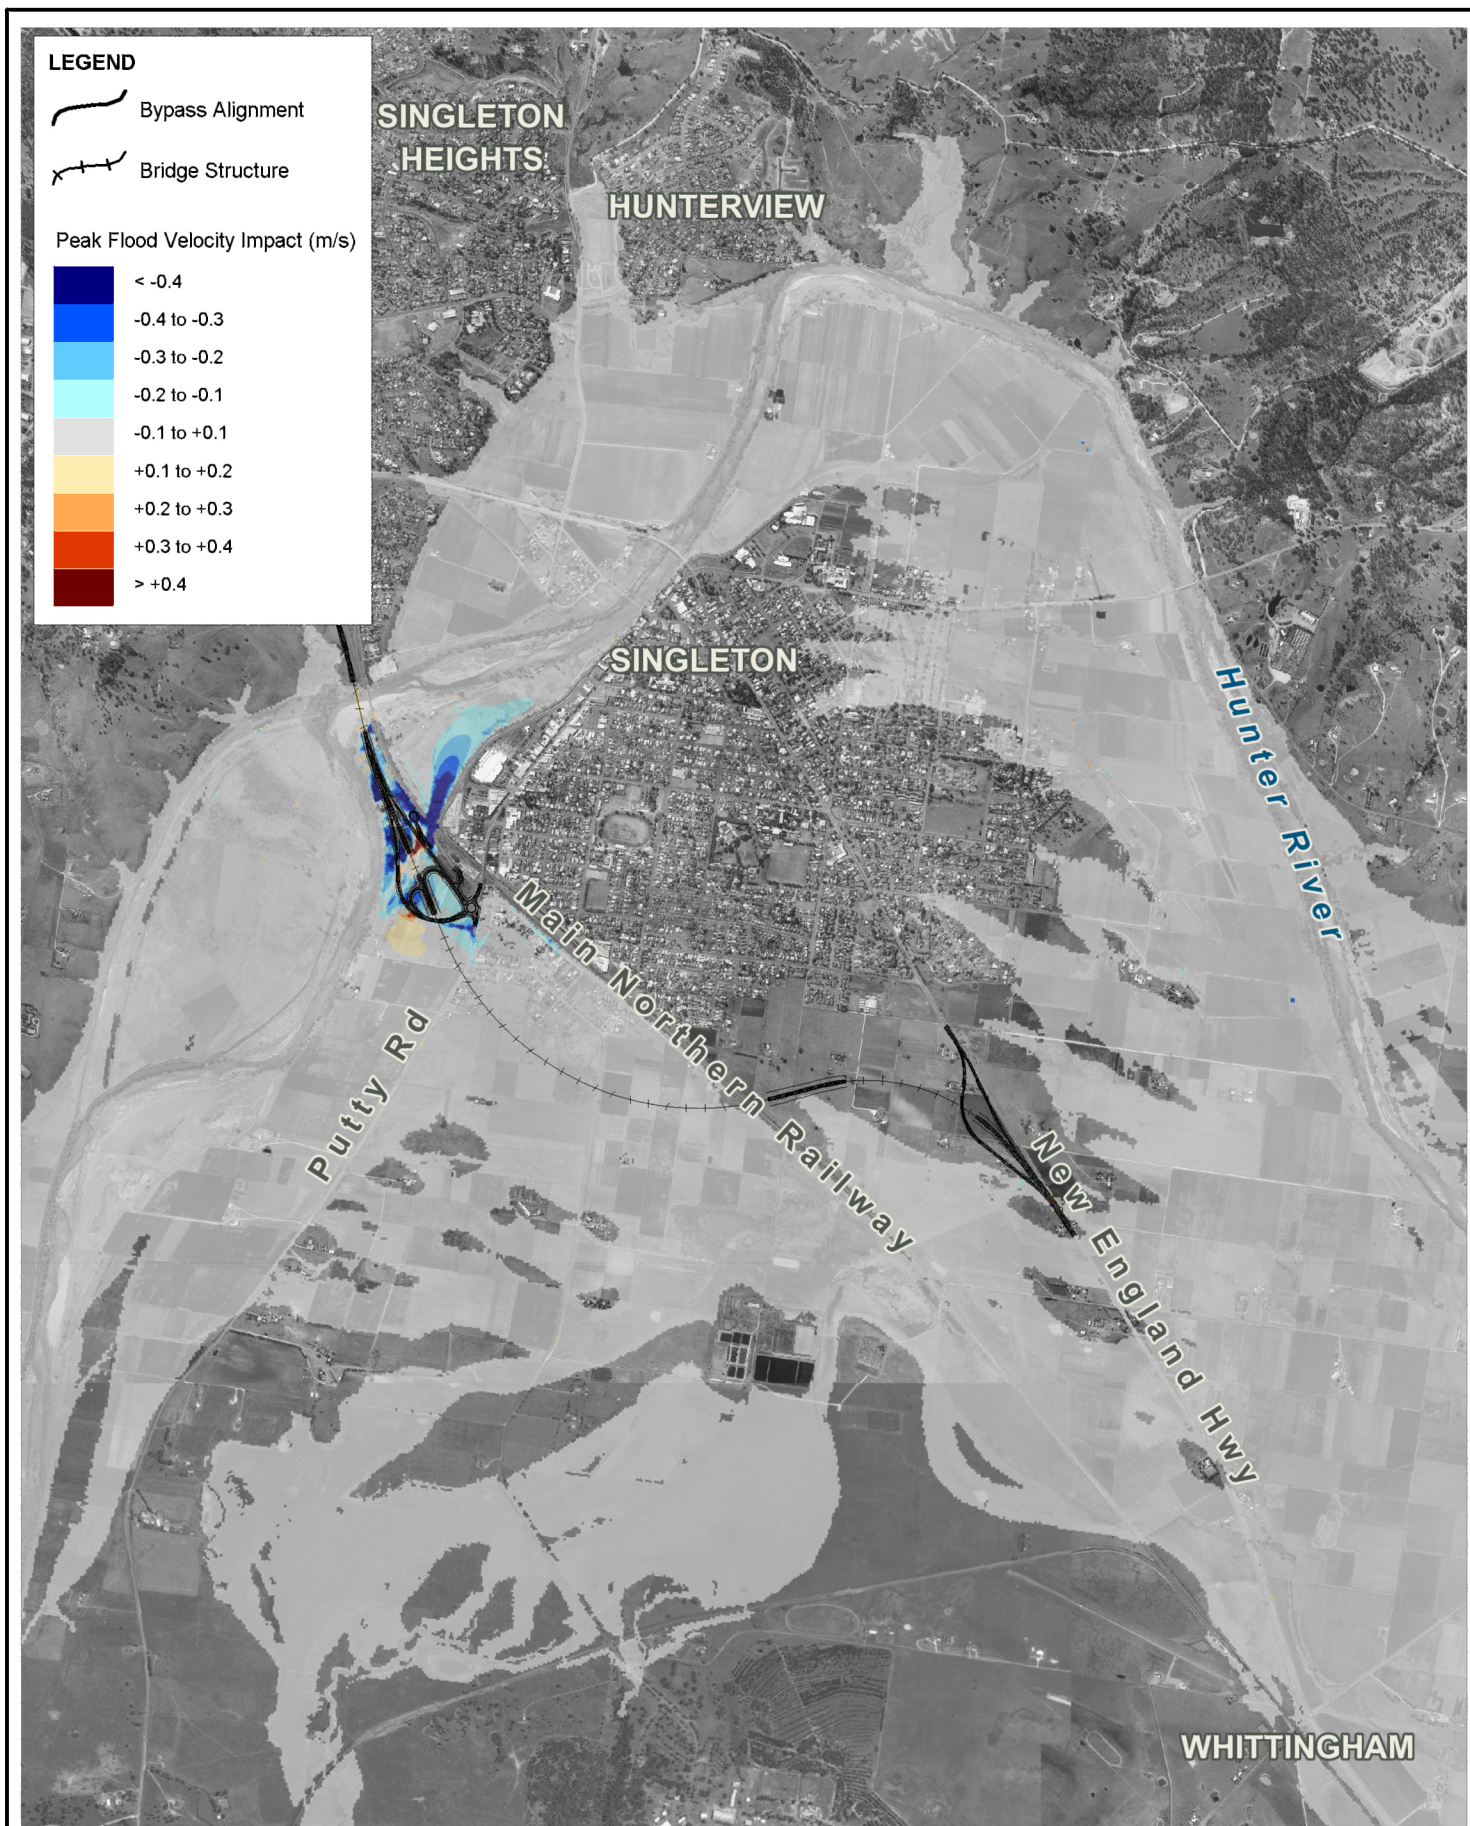 LEGEND
Bypass Alignment
Bridge Structure
Peak Flood Velocity Impact (m/s)
< -0.4
-0.4 to -0.3
-0.3 to -0.2
-0.2 to -0.1
-0.1 to +0.1
+0.1 to +0.2
+0.2 to +0.3
+0.3 to +0.4
> +0.4
SINGLETON
HEIGHTS
HUNTERVIEW
SINGLETON
Hunter River
Main Northern Railway
Putty Rd
New England Hwy
WHITTINGHAM